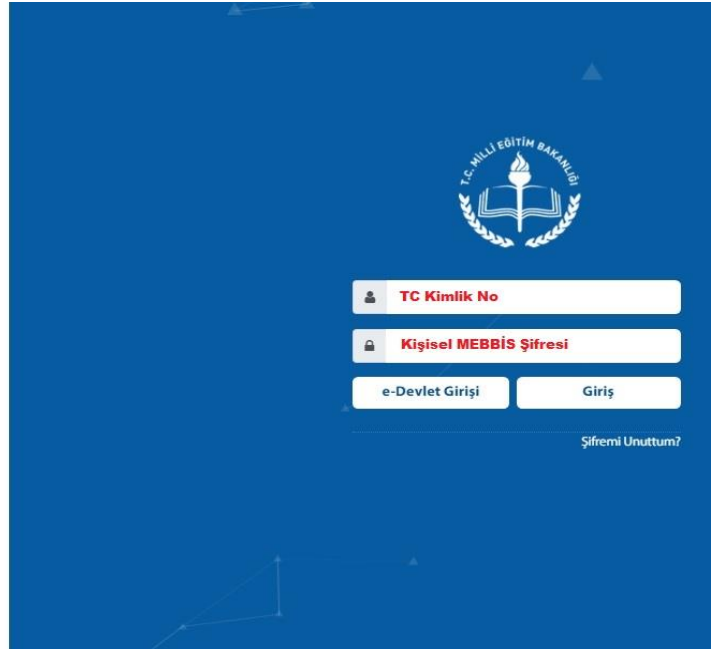 T.C. MİLLİ EĞİTİM BAKANLIĞI
TC Kimlik No
Kişisel MEBBİS Şifresi
e-Devlet Girişi Giriş
Şifremi Unuttum?